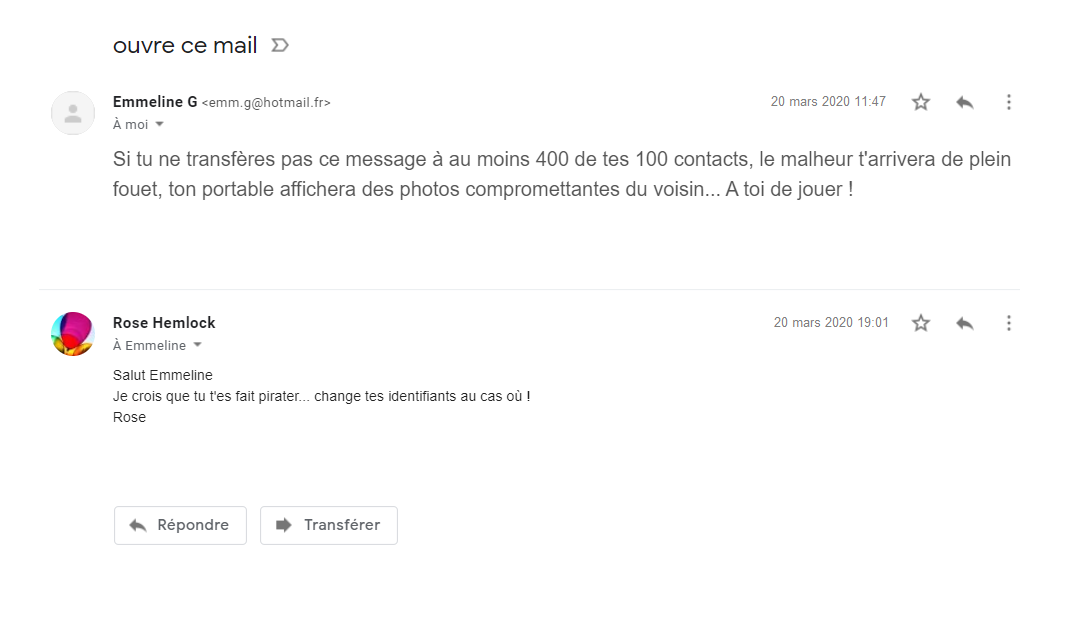 ouvre ce mail
Emmeline G <emm.g@hotmail.fr>
20 mars 2020 11:47
À moi
Si tu ne transfères pas ce message à au moins 400 de tes 100 contacts, le malheur t'arrivera de plein
fouet, ton portable affichera des photos compromettantes du voisin... A toi de jouer !
Rose Hemlock
20 mars 2020 19:01
À Emmeline
Salut Emmeline
Je crois que tu t'es fait pirater... change tes identifiants au cas où !
Rose
Répondre
Transférer